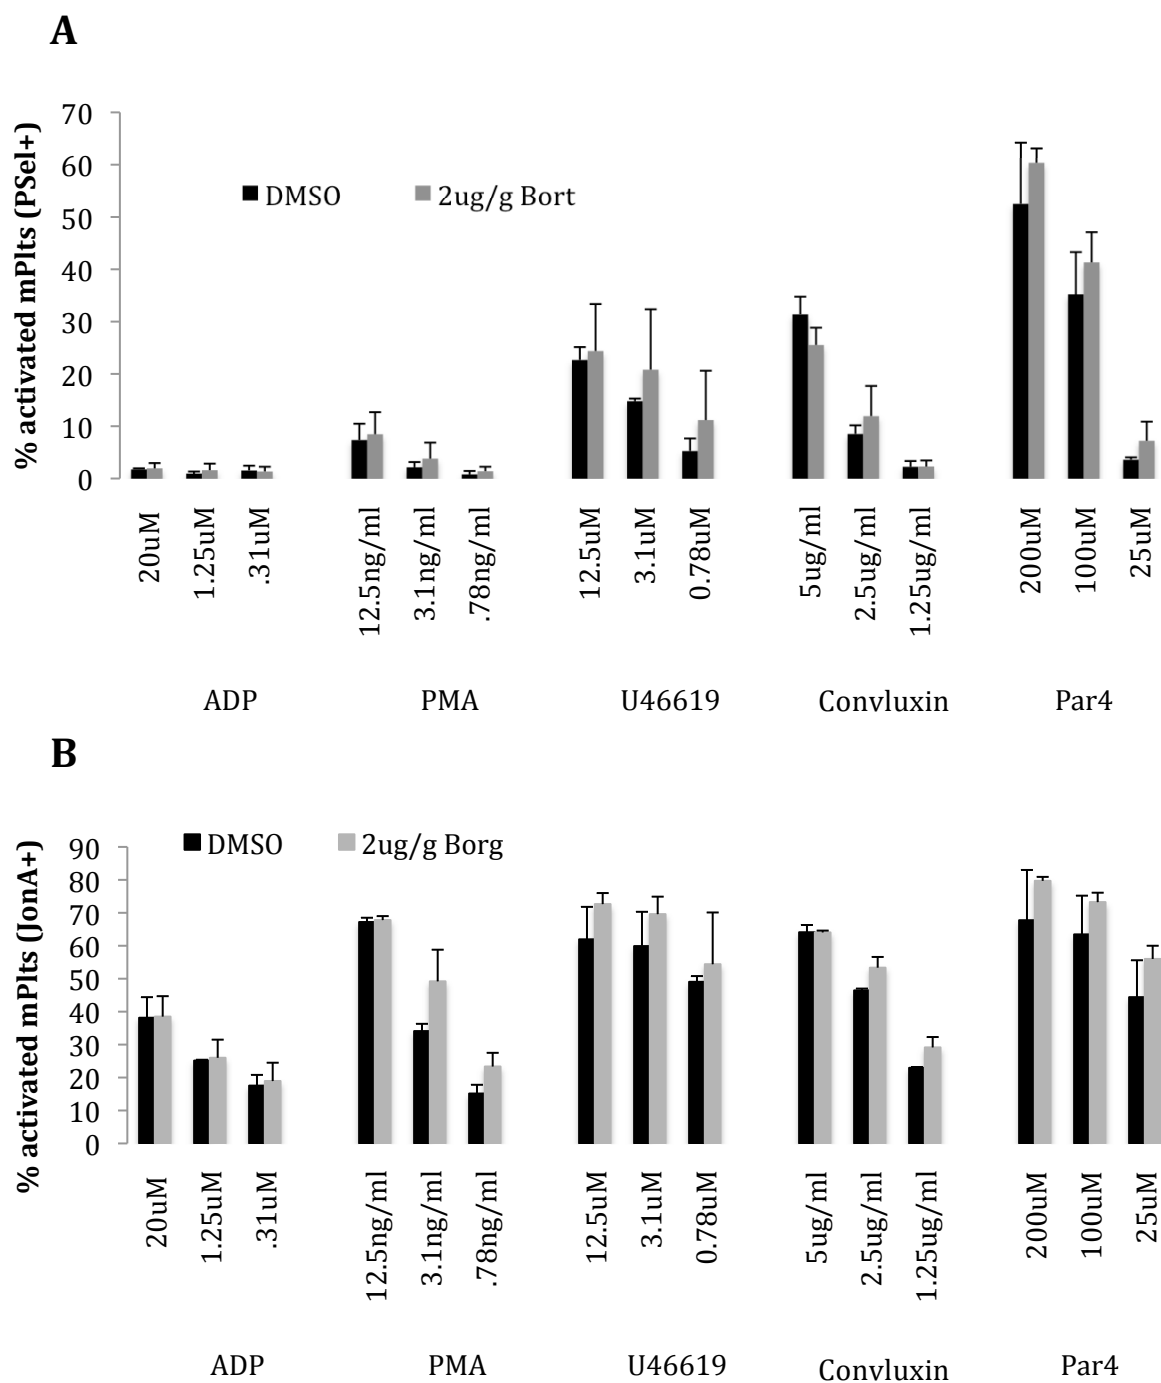 A
70
60
50
40
30
20
10
0
% activated mPlts (PSel+)
DMSO 2ug/g Bort
20uM 1.25uM .31uM 12.5ng/ml 3.1ng/ml .78ng/ml 12.5uM 3.1uM 0.78uM 5ug/ml 2.5ug/ml 1.25ug/ml 200uM 100uM 25uM
ADP PMA U46619 Convluxin Par4
B
90
80
70
60
50
40
30
20
10
0
% activated mPlts (JonA+)
DMSO 2ug/g Borg
20uM 1.25uM .31uM 12.5ng/ml 3.1ng/ml .78ng/ml 12.5uM 3.1uM 0.78uM 5ug/ml 2.5ug/ml 1.25ug/ml 200uM 100uM 25uM
ADP PMA U46619 Convluxin Par4